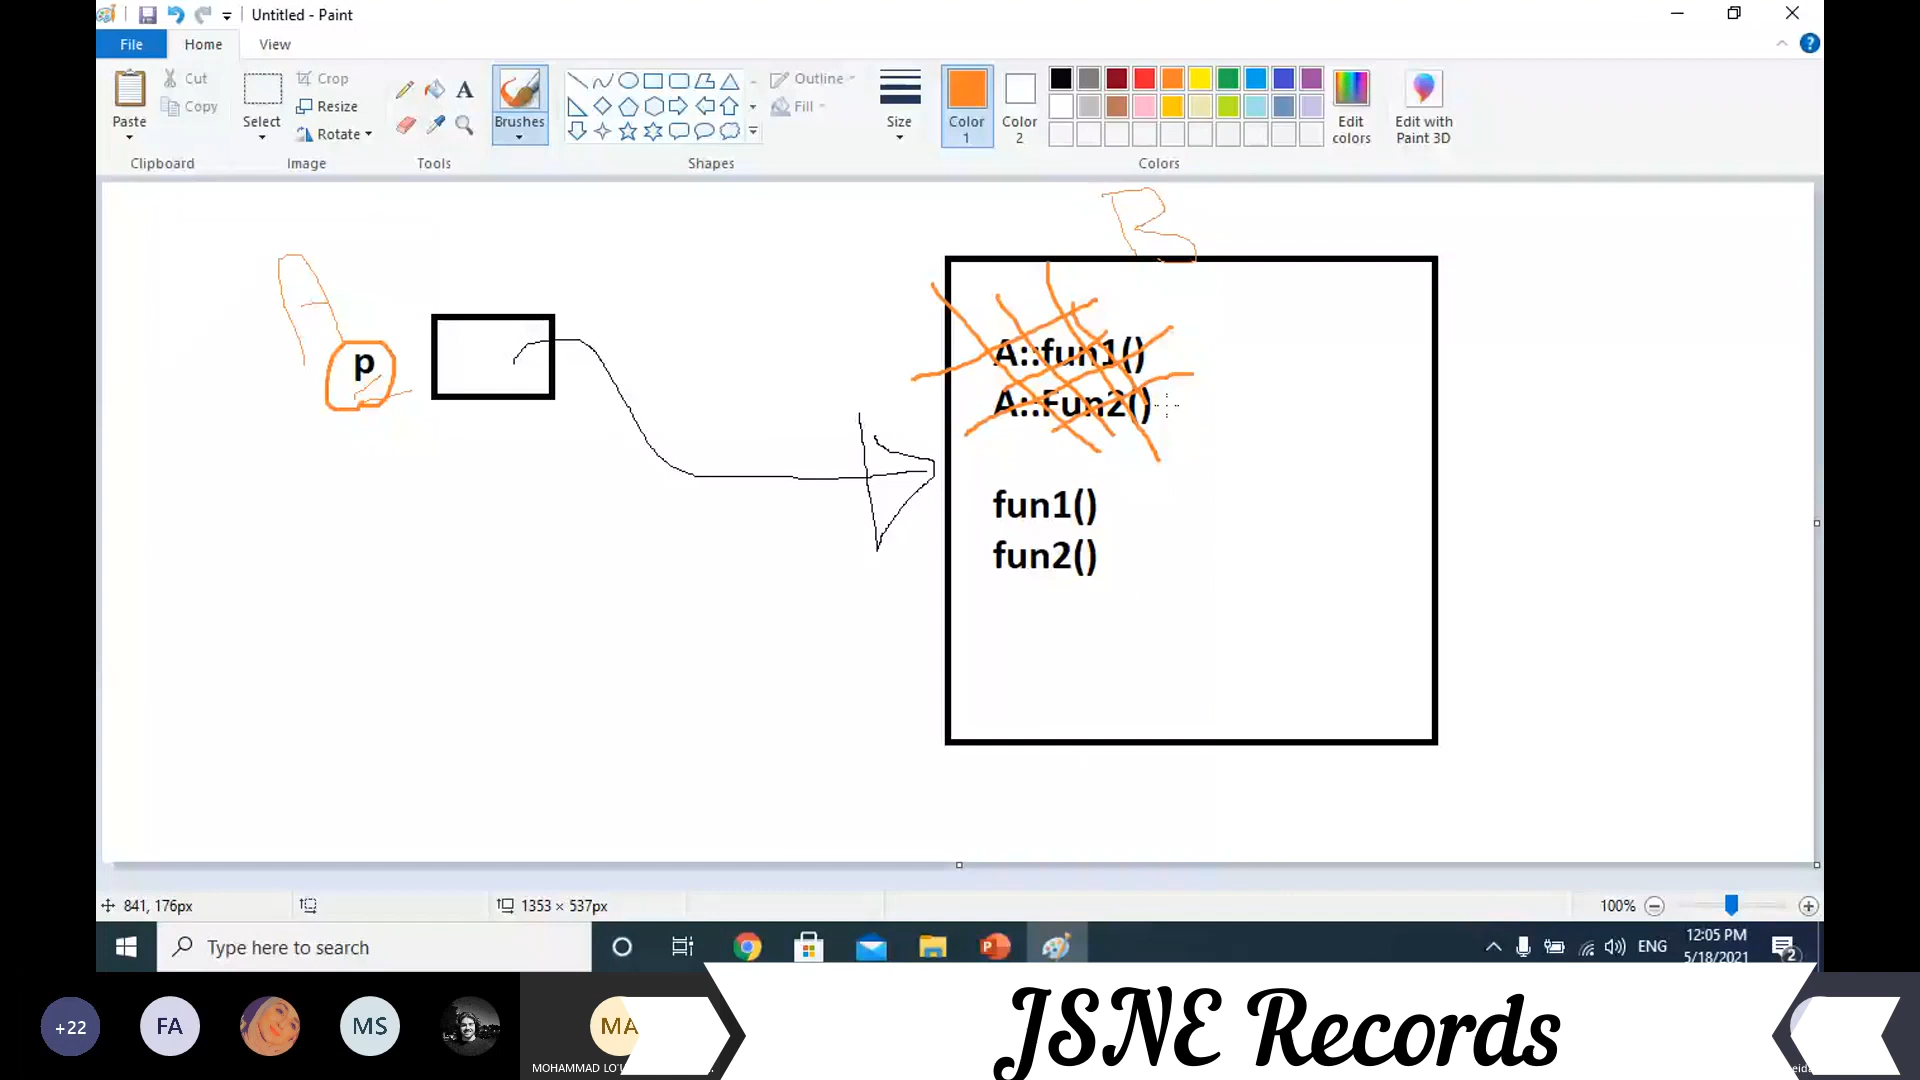 Untitled - Paint
File Home View
Paste
Cut
Copy
Clipboard
Select
Crop
Resize
Rotate
Image
Tools
Brushes
Shapes
Outline
Fill
Size
Color 1
Color 2
Edit colors
Edit with Paint 3D
Colors
B
A
p
A::fun1()
A::Fun2()
fun1()
fun2()
841, 176px
1353 × 537px
100%
Type here to search
ENG
12:05 PM
5/18/2021
2
+22
FA
MS
MA
MOHAMMAD
JSNE Records